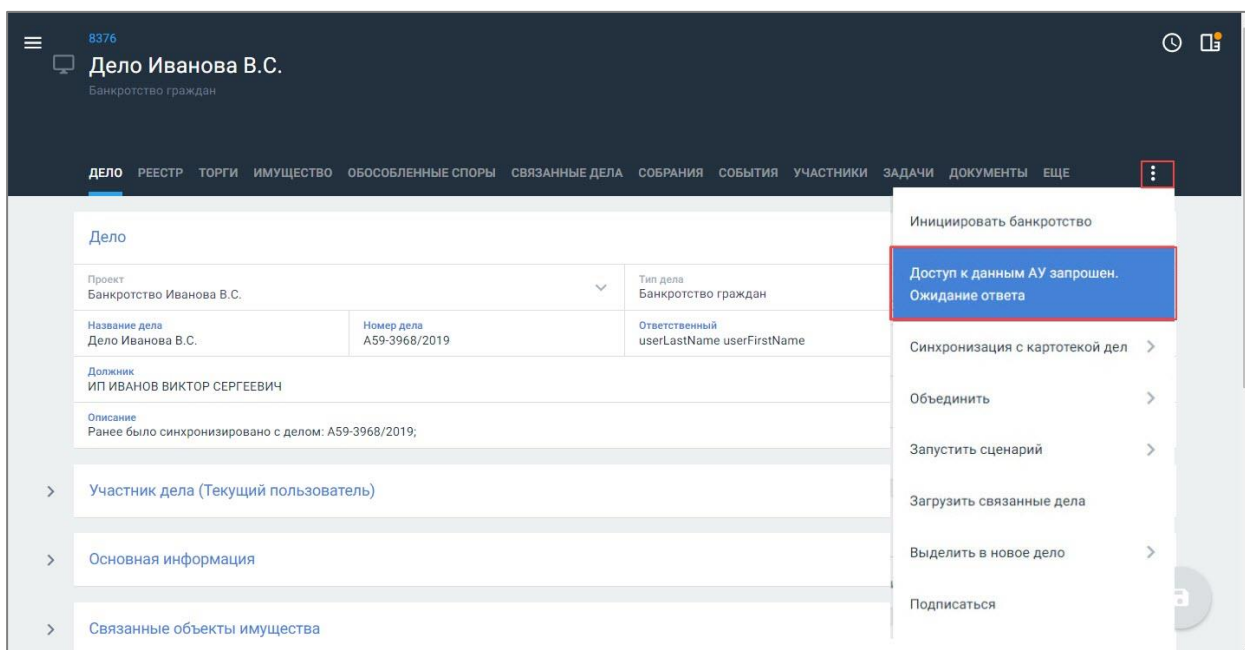 8376
Дело Иванова В.С.
Банкротство граждан
ДЕЛО РЕЕСТР ТОРГИ ИМУЩЕСТВО ОБОСОБЛЕННЫЕ СПОРЫ СВЯЗАННЫЕ ДЕЛА СОБРАНИЯ СОБЫТИЯ УЧАСТНИКИ ЗАДАЧИ ДОКУМЕНТЫ ЕЩЕ
Дело
Проект
Банкротство Иванова В.С.
Тип дела
Банкротство граждан
Название дела
Дело Иванова В.С.
Номер дела
А59-3968/2019
Ответственный
userLastName userFirstName
Должник
ИП ИВАНОВ ВИКТОР СЕРГЕЕВИЧ
Описание
Ранее было синхронизировано с делом: А59-3968/2019;
Участник дела (Текущий пользователь)
Основная информация
Связанные объекты имущества
Инициировать банкротство
Доступ к данным АУ запрошен.
Ожидание ответа
Синхронизация с картотекой дел
Объединить
Запустить сценарий
Загрузить связанные дела
Выделить в новое дело
Подписаться